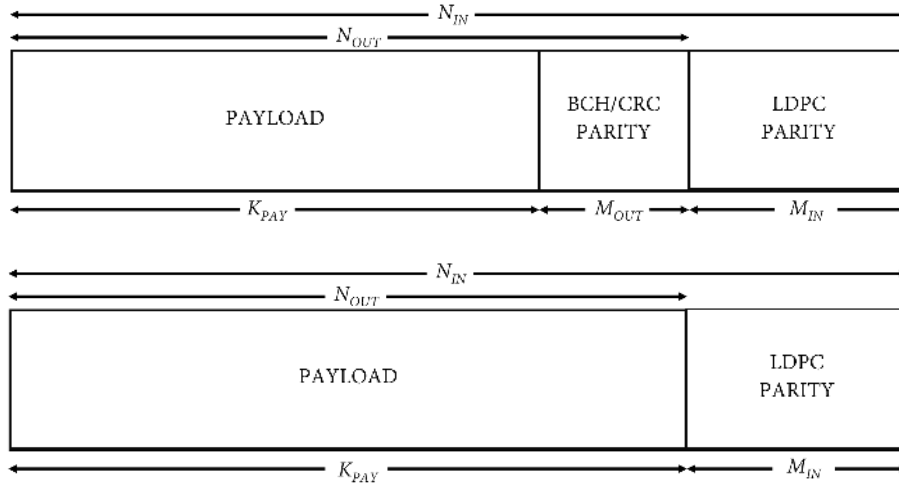 N_IN
N_OUT
PAYLOAD
BCH/CRC
PARITY
LDPC
PARITY
K_PAY
M_OUT
M_IN
N_IN
N_OUT
PAYLOAD
LDPC
PARITY
K_PAY
M_IN